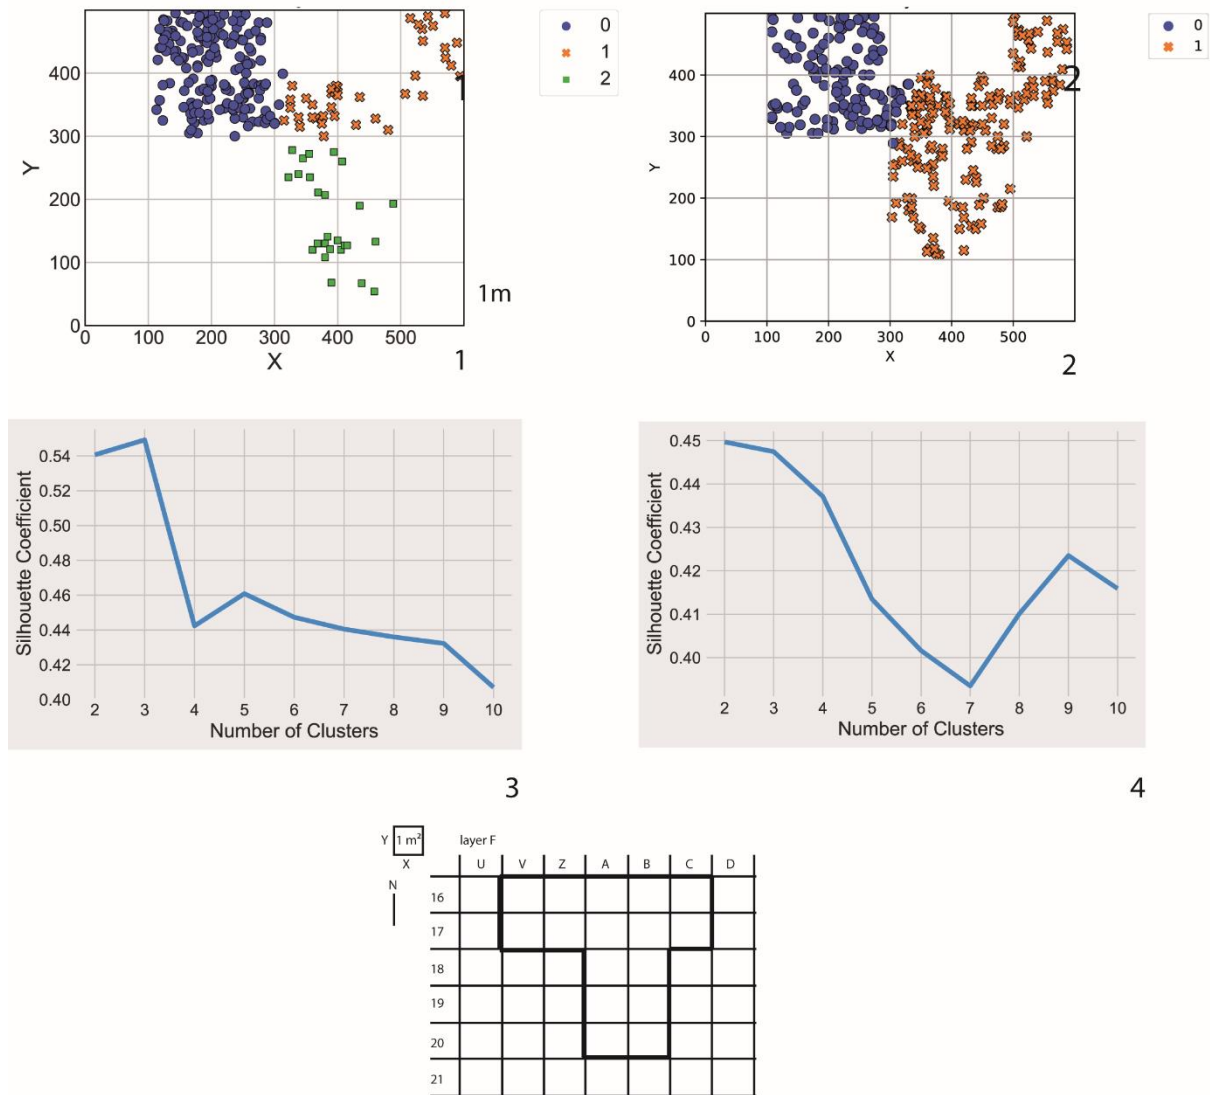 0
1
2
400
300
200
100
0
Y
0 100 200 300 400 500
X
1
1m
1
0
1
400
300
200
100
0
Y
0 100 200 300 400 500
X
2
2
Silhouette Coefficient
0.54
0.52
0.50
0.48
0.46
0.44
0.42
0.40
2 3 4 5 6 7 8 9 10
Number of Clusters
3
Silhouette Coefficient
0.45
0.44
0.43
0.42
0.41
0.40
2 3 4 5 6 7 8 9 10
Number of Clusters
4
Y 1 m² layer F
X U V Z A B C D
N
16
17
18
19
20
21